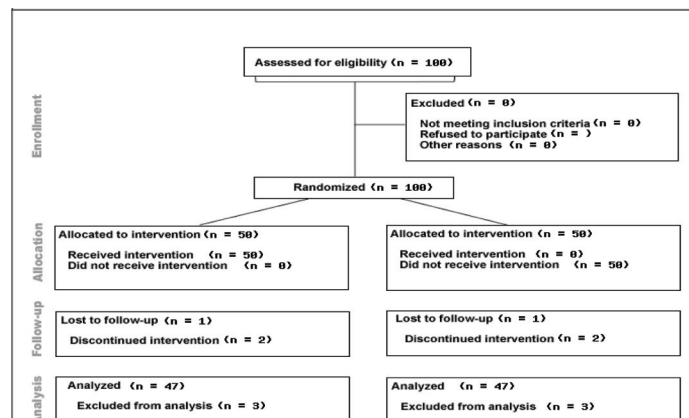 Assessed for eligibility (n = 100)
Enrollment
Excluded (n = 0)
Not meeting inclusion criteria (n = 0)
Refused to participate (n = )
Other reasons (n = 0)
Randomized (n = 100)
Allocation
Allocated to intervention (n = 50)
Received intervention (n = 50)
Did not receive intervention (n = 0)
Allocated to intervention (n = 50)
Received intervention (n = 0)
Did not receive intervention (n = 50)
Follow-up
Lost to follow-up (n = 1)
Discontinued intervention (n = 2)
Lost to follow-up (n = 1)
Discontinued intervention (n = 2)
Analysis
Analyzed (n = 47)
Excluded from analysis (n = 3)
Analyzed (n = 47)
Excluded from analysis (n = 3)